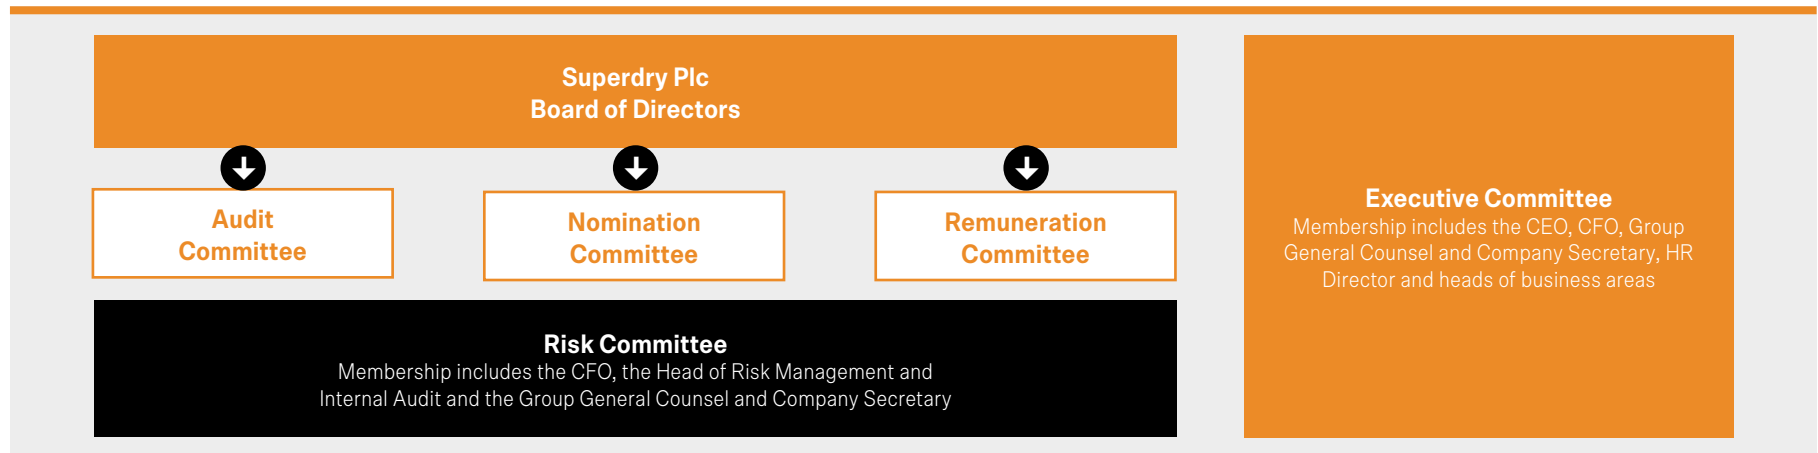 Superdry Plc
Board of Directors
Audit
Committee
Nomination
Committee
Remuneration
Committee
Risk Committee
Membership includes the CFO, the Head of Risk Management and
Internal Audit and the Group General Counsel and Company Secretary
Executive Committee
Membership includes the CEO, CFO, Group
General Counsel and Company Secretary, HR
Director and heads of business areas